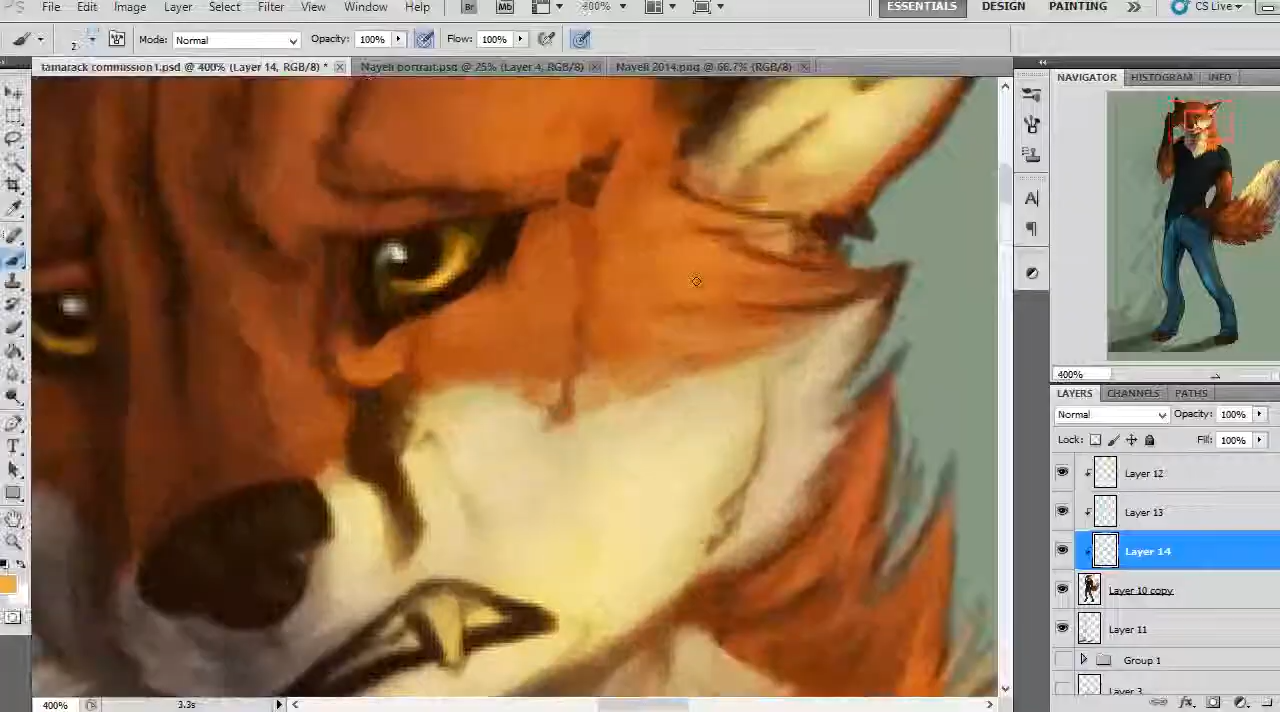 File Edit Image Layer Select Filter View Window Help Br Mb 400% ESSENTIALS DESIGN PAINTING CS Live
Mode: Normal Opacity: 100% Flow: 100%
tamarack commission1.psd @ 400% (Layer 14, RGB/8) * Nayeli portrait.psd @ 25% (Layer 4, RGB/8) Nayeli 2014.png @ 66.7% (RGB/8)
NAVIGATOR HISTOGRAM INFO
400%
LAYERS CHANNELS PATHS
Normal Opacity: 100%
Lock: Fill: 100%
Layer 12
Layer 13
Layer 14
Layer 10 copy
Layer 11
Group 1
Layer 3
400% 3.3s